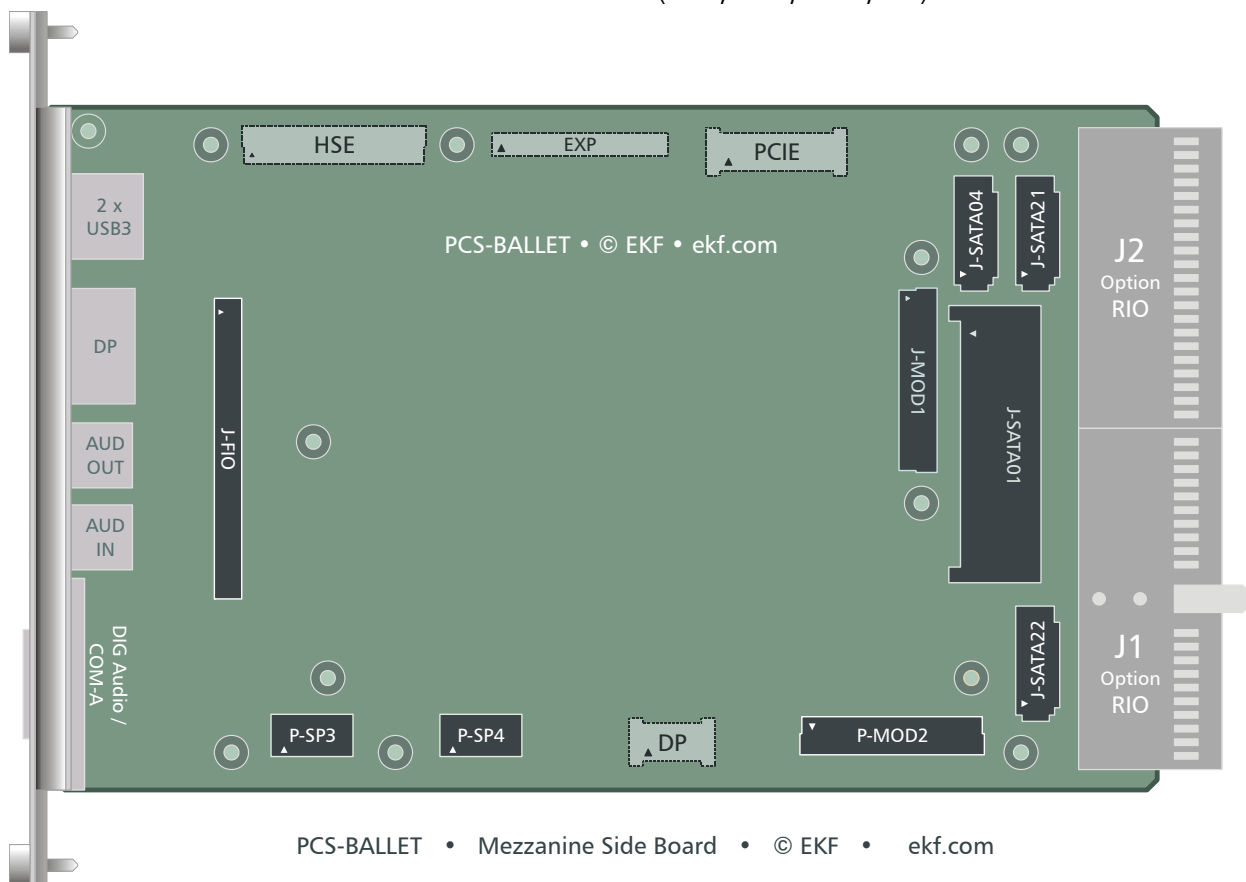 HSE
EXP
PCIE
2 x
USB3
J-SATA04
J-SATA21
PCS-BALLET • © EKF • ekf.com
J2
Option
RIO
DP
J-MOD1
J-SATA01
AUD
OUT
J-FIO
AUD
IN
DIG Audio /
COM-A
J-SATA22
J1
Option
RIO
P-SP3
P-SP4
DP
P-MOD2
PCS-BALLET • Mezzanine Side Board • © EKF • ekf.com